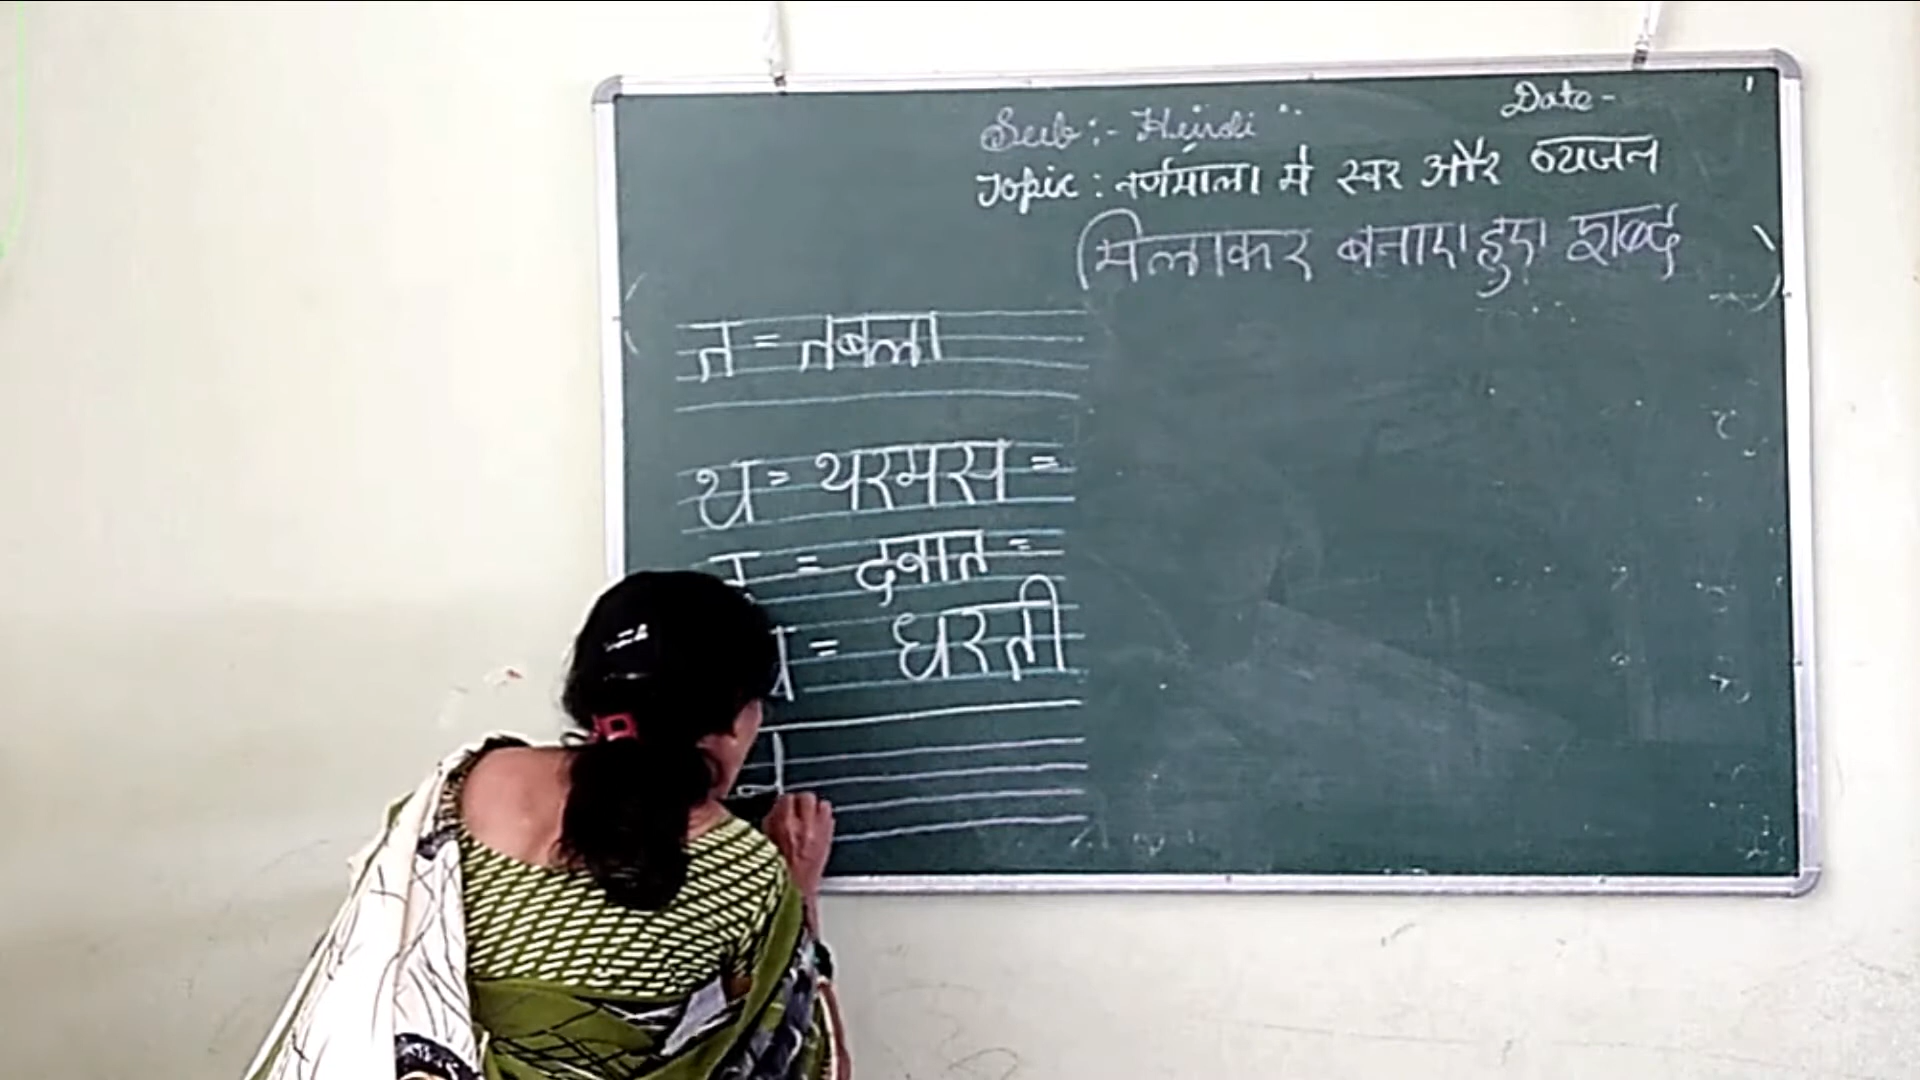 Date -
Sub :- Hindi
Topic : वर्णमाला मे स्वर और व्यजन
(मिलाकर बनाए हुए शब्द)
त = तबला
थ = थरमस =
= दवात =
= धरती